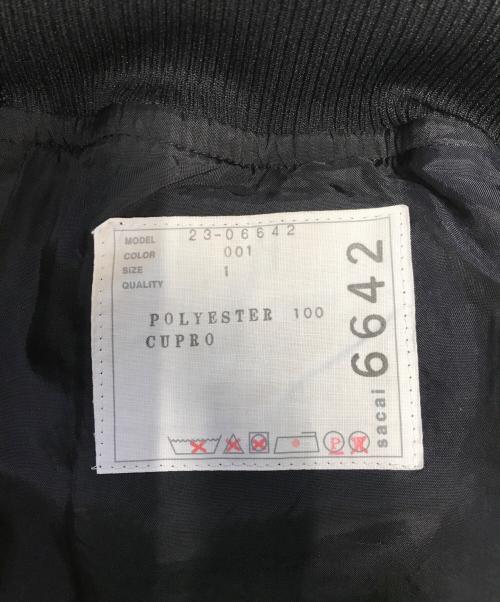 MODEL 23-06642
COLOR 001
SIZE 1
QUALITY
POLYESTER 100
CUPRO
P W
sacai 6642